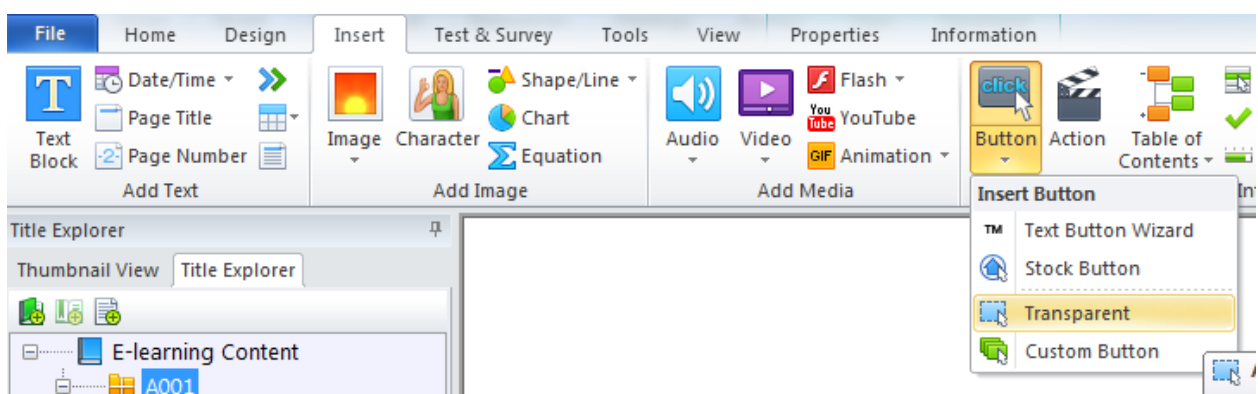 File Home Design Insert Test & Survey Tools View Properties Information
T Date/Time click
Page Title Flash
You
Tube YouTube
Text Block -2- Page Number
Image Character Shape/Line
Chart
Equation
Audio Video
GIF Animation
Button Action Table of
Contents
Add Text Add Image Add Media
Insert Button
Title Explorer
TM Text Button Wizard
Thumbnail View Title Explorer
Stock Button
Transparent
E-learning Content
Custom Button
A001